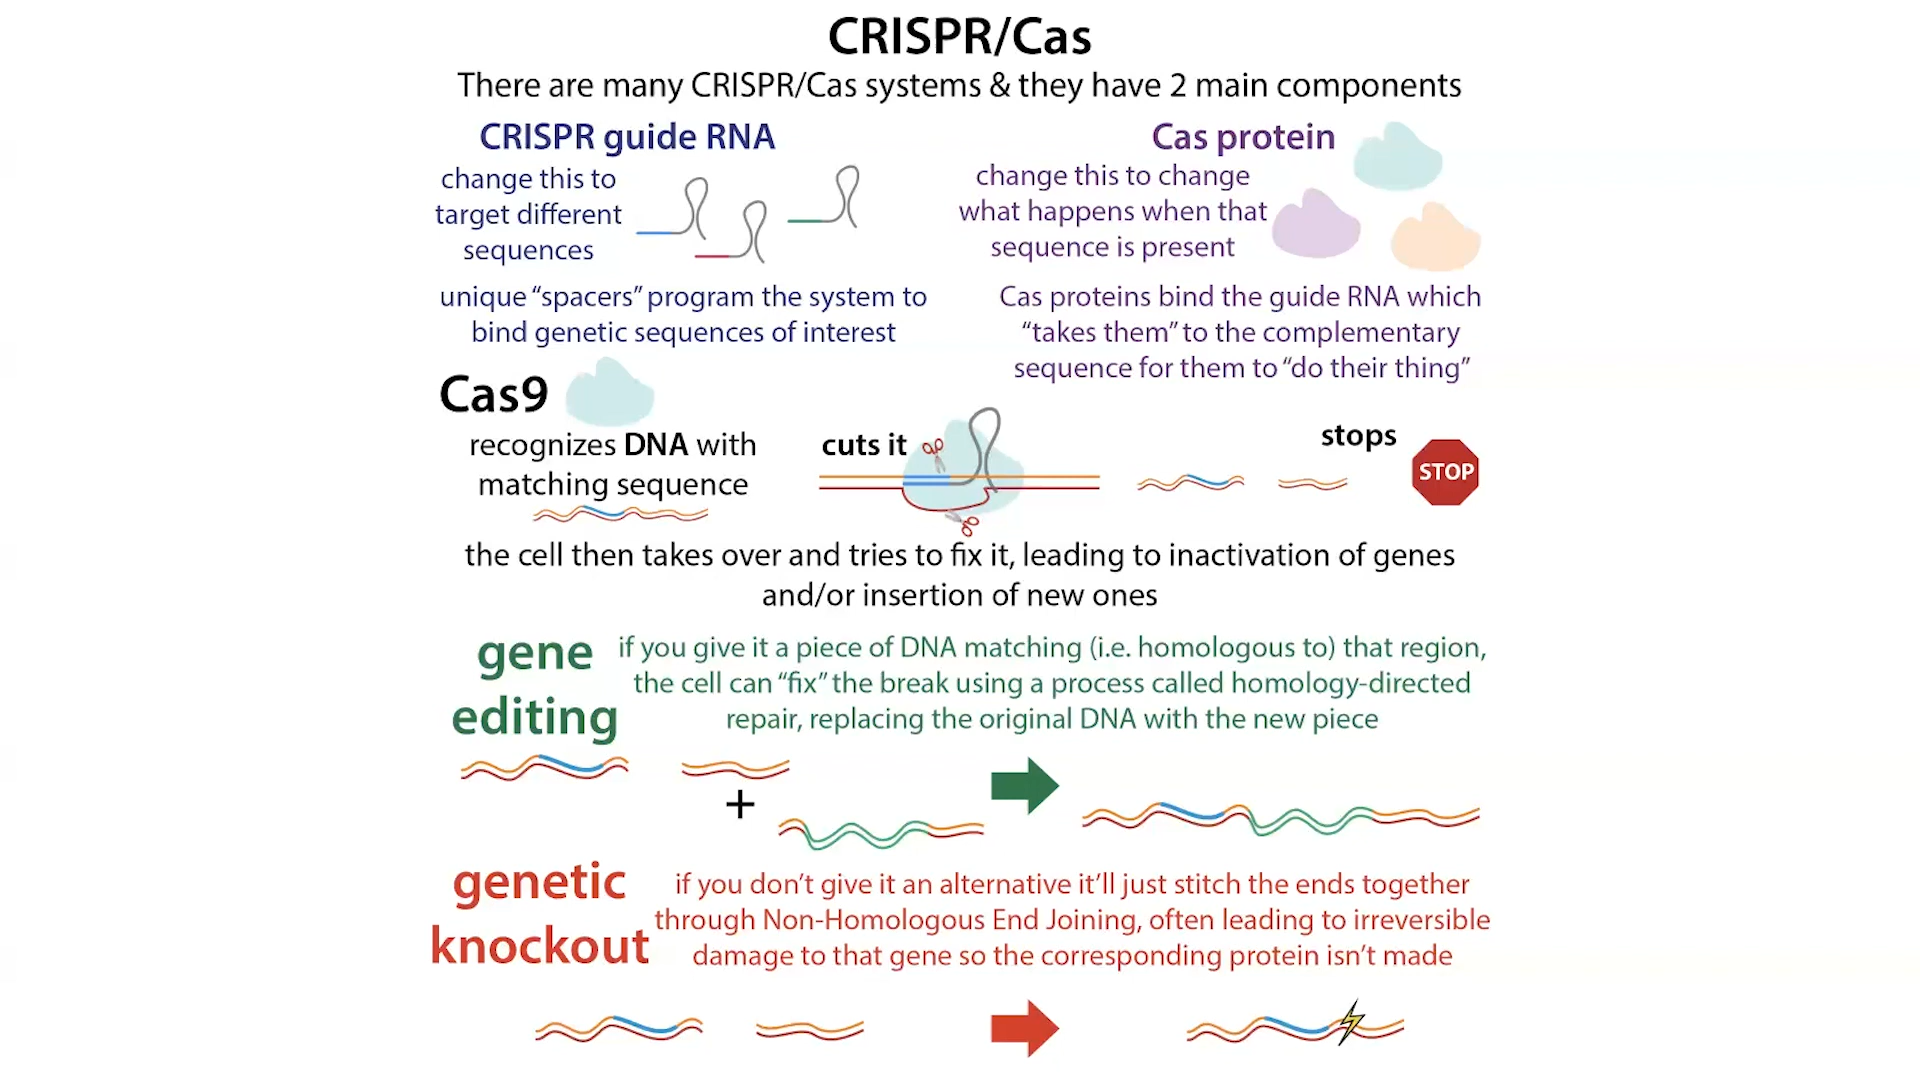 CRISPR/Cas
There are many CRISPR/Cas systems & they have 2 main components
CRISPR guide RNA
change this to
target different
sequences
unique “spacers” program the system to
bind genetic sequences of interest
Cas protein
change this to change
what happens when that
sequence is present
Cas proteins bind the guide RNA which
“takes them” to the complementary
sequence for them to “do their thing”
Cas9
recognizes DNA with
matching sequence
cuts it
stops
STOP
the cell then takes over and tries to fix it, leading to inactivation of genes
and/or insertion of new ones
gene
editing
if you give it a piece of DNA matching (i.e. homologous to) that region,
the cell can “fix” the break using a process called homology-directed
repair, replacing the original DNA with the new piece
+
genetic
knockout
if you don’t give it an alternative it’ll just stitch the ends together
through Non-Homologous End Joining, often leading to irreversible
damage to that gene so the corresponding protein isn’t made